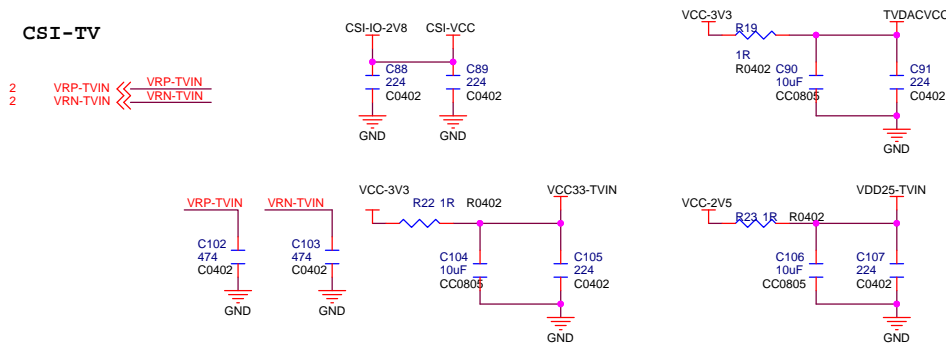 CSI-TV
2 VRP-TVIN VRP-TVIN
2 VRN-TVIN VRN-TVIN
CSI-IO-2V8 CSI-VCC
C88
224
C0402
C89
224
C0402
GND
VCC-3V3
R19
1R
R0402
TVDACVCC
C90
10uF
CC0805
C91
224
C0402
GND
VRP-TVIN
C102
474
C0402
GND
VRN-TVIN
C103
474
C0402
GND
VCC-3V3
R22 1R R0402
VCC33-TVIN
C104
10uF
CC0805
C105
224
C0402
GND
VCC-2V5
R23 1R R0402
VDD25-TVIN
C106
10uF
CC0805
C107
224
C0402
GND